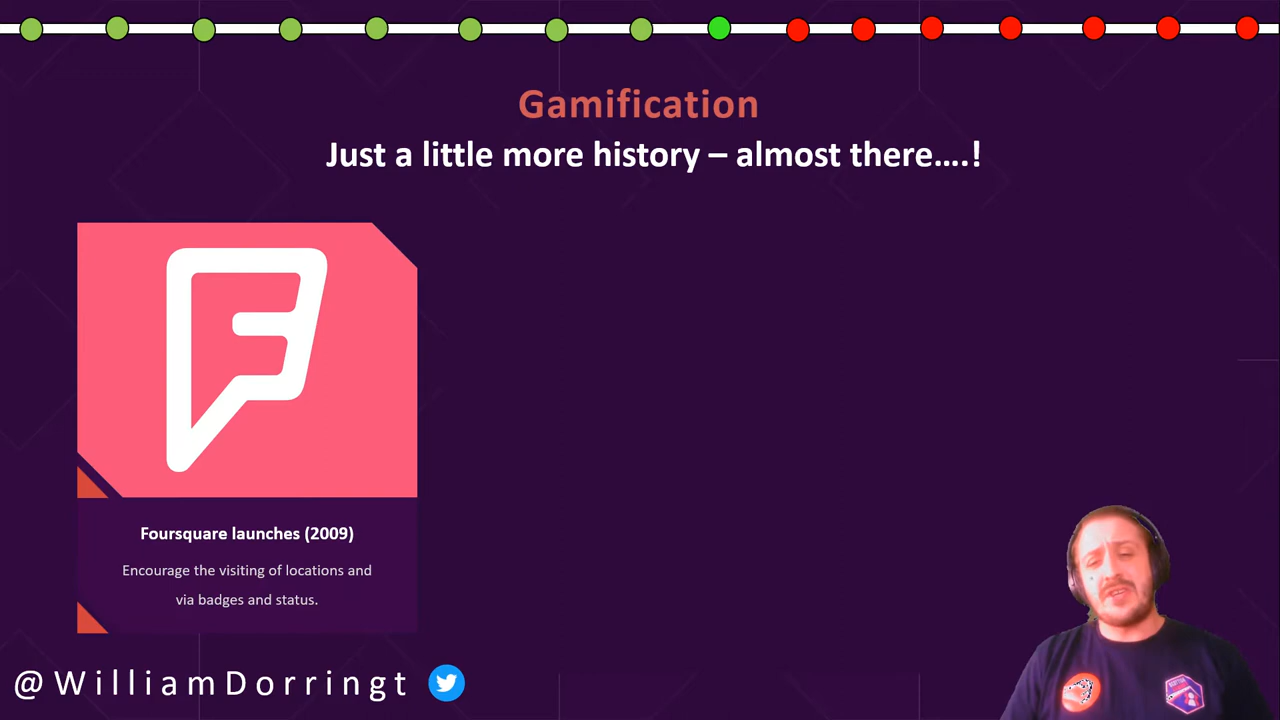 Gamification
Just a little more history – almost there....!
Foursquare launches (2009)
Encourage the visiting of locations and
via badges and status.
@WilliamDorringt